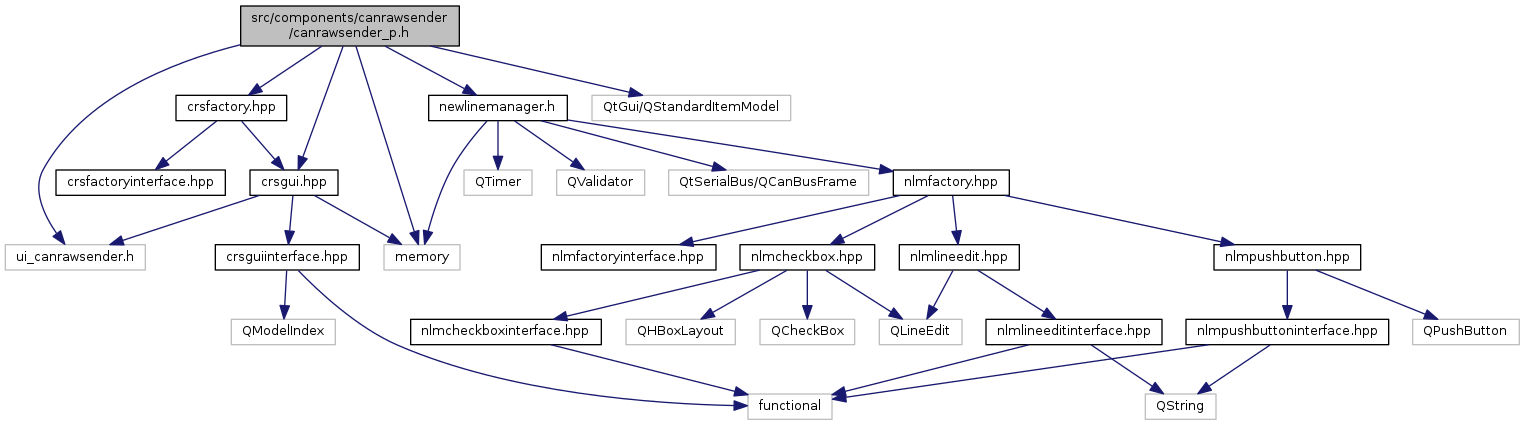 src/components/canrawsender
/canrawsender_p.h
crsfactory.hpp
newlinemanager.h
QtGui/QStandardItemModel
crsfactoryinterface.hpp
crsgui.hpp
QTimer
QValidator
QtSerialBus/QCanBusFrame
nlmfactory.hpp
ui_canrawsender.h
crsguiinterface.hpp
memory
nlmfactoryinterface.hpp
nlmcheckbox.hpp
nlmlineedit.hpp
nlmpushbutton.hpp
QModelIndex
nlmcheckboxinterface.hpp
QHBoxLayout
QCheckBox
QLineEdit
nlmlineeditinterface.hpp
nlmpushbuttoninterface.hpp
QPushButton
functional
QString